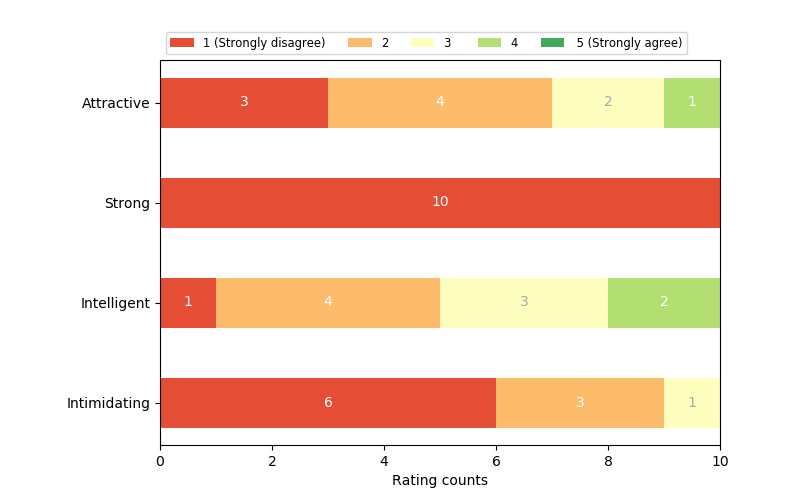 1 (Strongly disagree) 2 3 4 5 (Strongly agree)
Attractive 3 4 2 1
Strong 10
Intelligent 1 4 3 2
Intimidating 6 3 1
0 2 4 6 8 10
Rating counts